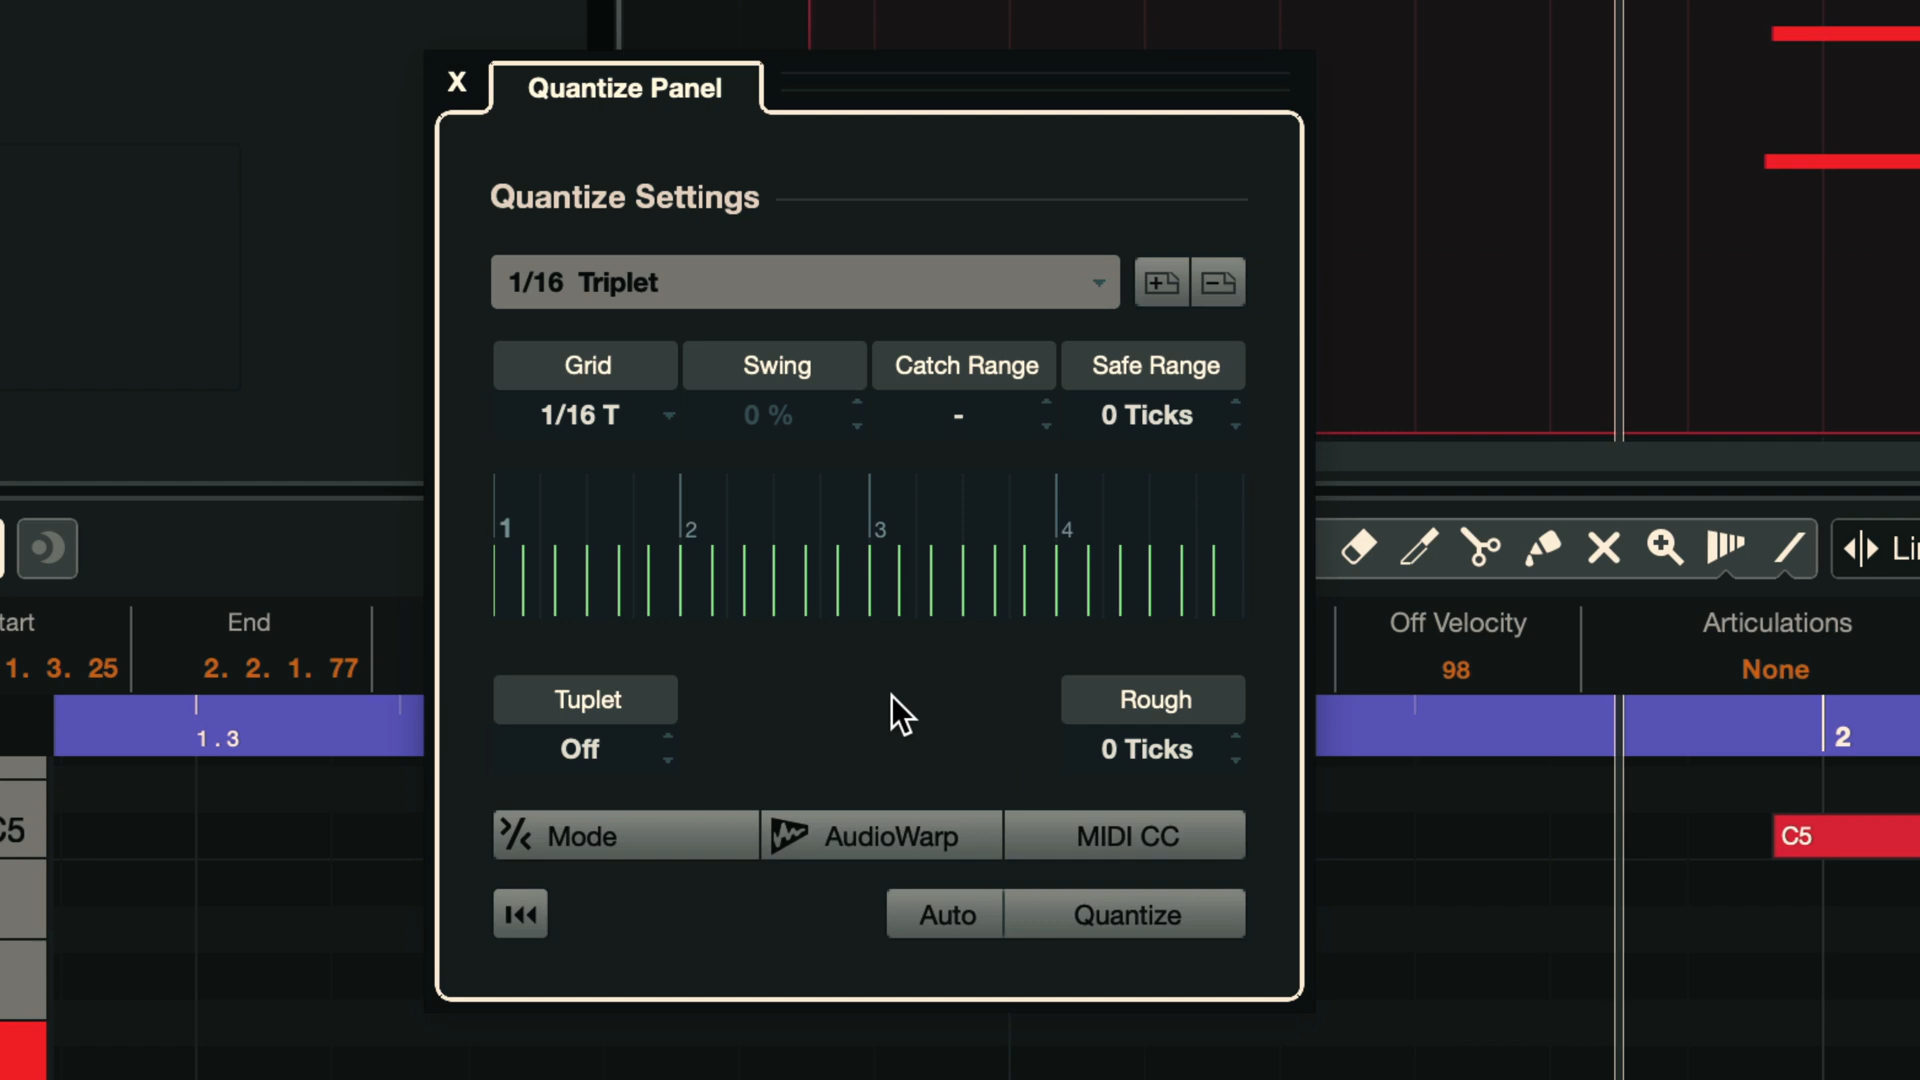 X Quantize Panel
Quantize Settings
1/16 Triplet
Grid Swing Catch Range Safe Range
1/16 T 0 % - 0 Ticks
1 2 3 4
Tuplet Rough
Off 0 Ticks
Mode AudioWarp MIDI CC
Auto Quantize
End
1. 3. 25 2. 2. 1. 77
1.3
C5
Off Velocity Articulations
98 None
2
C5